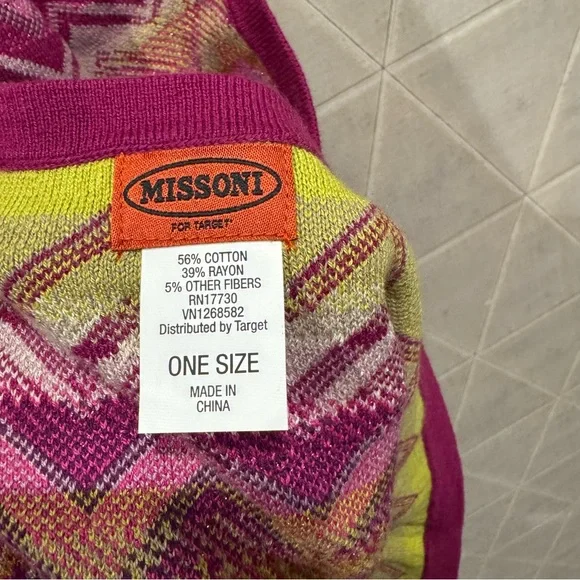 MISSONI
FOR TARGET
56% COTTON
39% RAYON
5% OTHER FIBERS
RN17730
VN1268582
Distributed by Target
ONE SIZE
MADE IN
CHINA